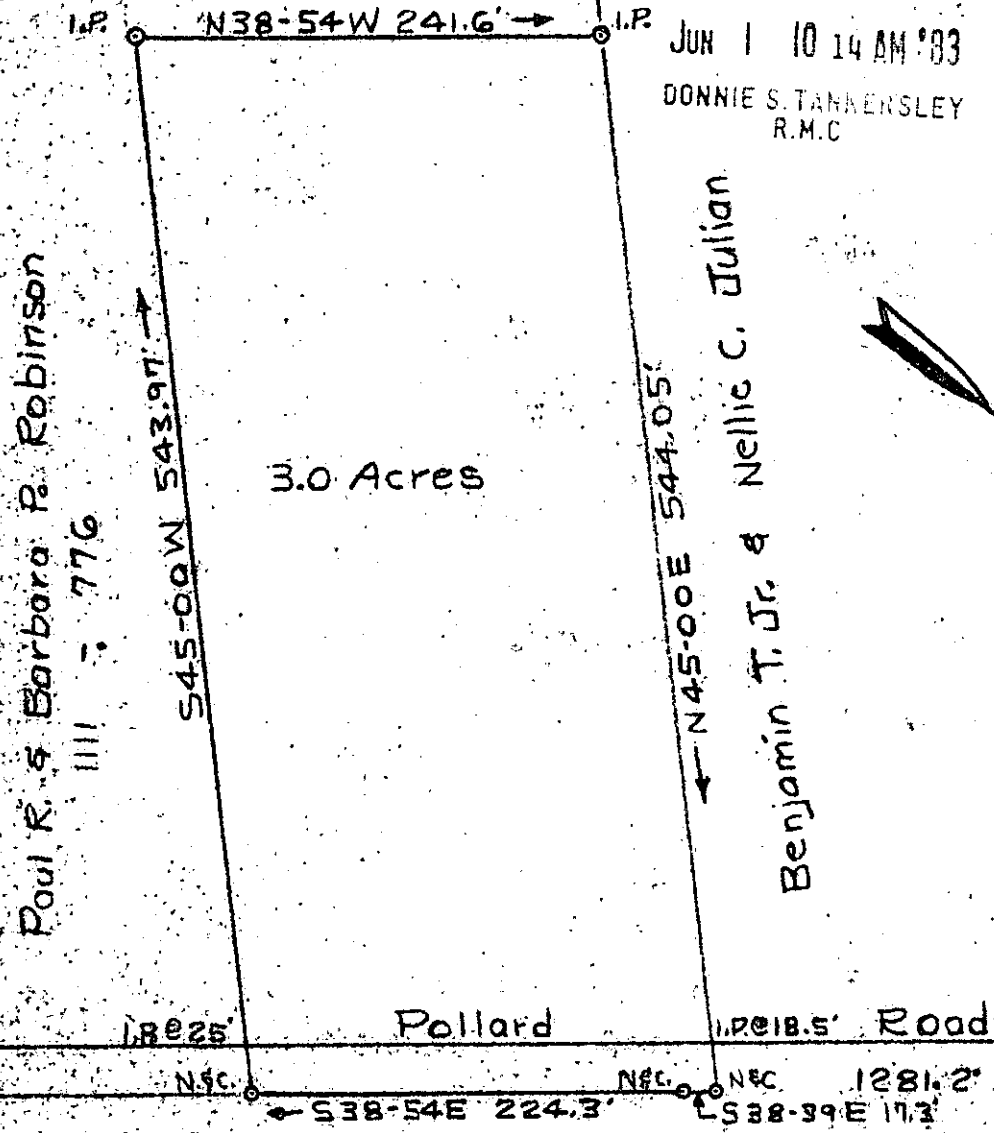 I.P. N38-54W 241.6' I.P.
JUN 1 10 14 AM '83
DONNIE S. TANKERSLEY
R.M.C
Paul R. & Barbara P. Robinson
1111 - 776
S45-00W 543.97'
3.0 Acres
N45-00E 544.05'
Benjamin T. Jr. & Nellie C. Julian
I.P.@25' Pollard I.P.@18.5' Road
N&C. N&C. N&C. 1281.2'
S38-54E 224.3' S38-39E 17.3'